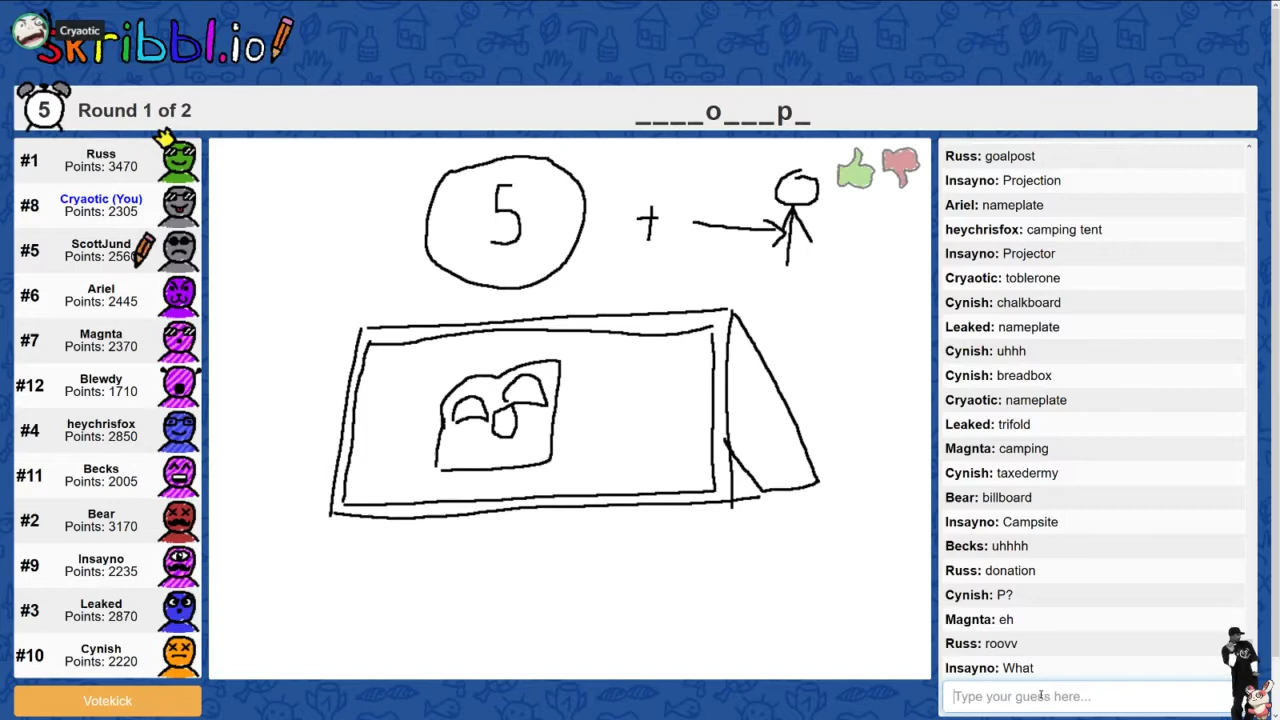 Cryaotic
skribbl.io
5
Round 1 of 2
____o___p_
#1
Russ
Points: 3470
#8
Cryaotic (You)
Points: 2305
#5
ScottJund
Points: 2560
#6
Ariel
Points: 2445
#7
Magnta
Points: 2370
#12
Blewdy
Points: 1710
#4
heychrisfox
Points: 2850
#11
Becks
Points: 2005
#2
Bear
Points: 3170
#9
Insayno
Points: 2235
#3
Leaked
Points: 2870
#10
Cynish
Points: 2220
Votekick
5 +
Russ: goalpost
Insayno: Projection
Ariel: nameplate
heychrisfox: camping tent
Insayno: Projector
Cryaotic: toblerone
Cynish: chalkboard
Leaked: nameplate
Cynish: uhhh
Cynish: breadbox
Cryaotic: nameplate
Leaked: trifold
Magnta: camping
Cynish: taxedermy
Bear: billboard
Insayno: Campsite
Becks: uhhhh
Russ: donation
Cynish: P?
Magnta: eh
Russ: roovv
Insayno: What
Type your guess here...